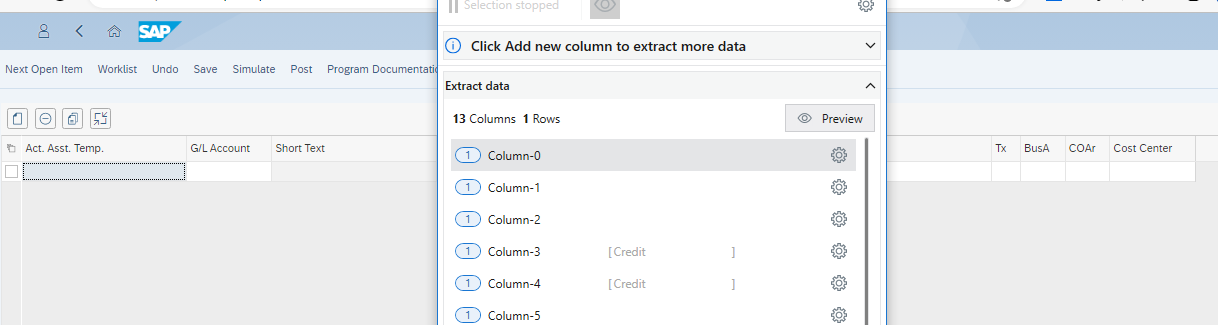 Selection stopped
SAP
Click Add new column to extract more data
Next Open Item Worklist Undo Save Simulate Post Program Documentatio
Extract data
13 Columns 1 Rows
Preview
Act. Asst. Temp. G/L Account Short Text Tx BusA COAr Cost Center
1 Column-0
1 Column-1
1 Column-2
1 Column-3 [Credit ]
1 Column-4 [Credit ]
1 Column-5